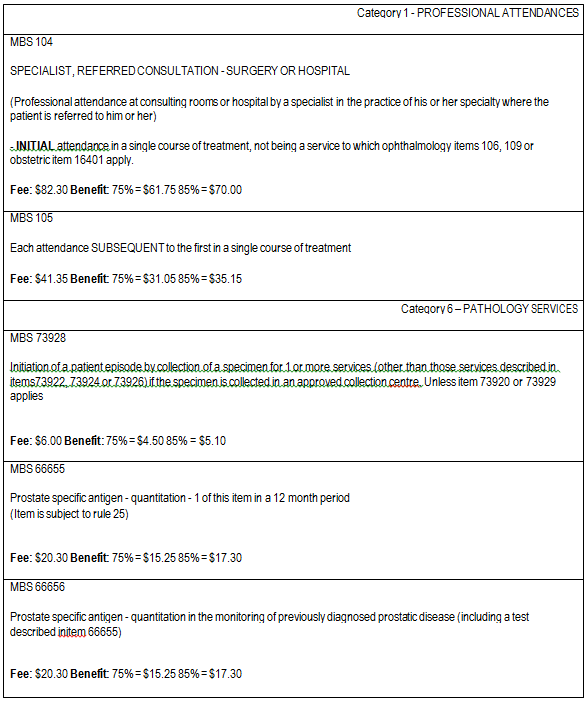 Category 1 - PROFESSIONAL ATTENDANCES
MBS 104
SPECIALIST, REFERRED CONSULTATION - SURGERY OR HOSPITAL
(Professional attendance at consulting rooms or hospital by a specialist in the practice of his or her specialty where the
patient is referred to him or her)
- INITIAL attendance in a single course of treatment, not being a service to which ophthalmology items 106, 109 or
obstetric item 16401 apply.
Fee: $82.30 Benefit: 75% = $61.75 85% = $70.00
MBS 105
Each attendance SUBSEQUENT to the first in a single course of treatment
Fee: $41.35 Benefit: 75% = $31.05 85% = $35.15
Category 6 – PATHOLOGY SERVICES
MBS 73928
Initiation of a patient episode by collection of a specimen for 1 or more services (other than those services described in
items73922, 73924 or 73926) if the specimen is collected in an approved collection centre. Unless item 73920 or 73929
applies
Fee: $6.00 Benefit: 75% = $4.50 85% = $5.10
MBS 66655
Prostate specific antigen - quantitation - 1 of this item in a 12 month period
(Item is subject to rule 25)
Fee: $20.30 Benefit: 75% = $15.25 85% = $17.30
MBS 66656
Prostate specific antigen - quantitation in the monitoring of previously diagnosed prostatic disease (including a test
described initem 66655)
Fee: $20.30 Benefit: 75% = $15.25 85% = $17.30